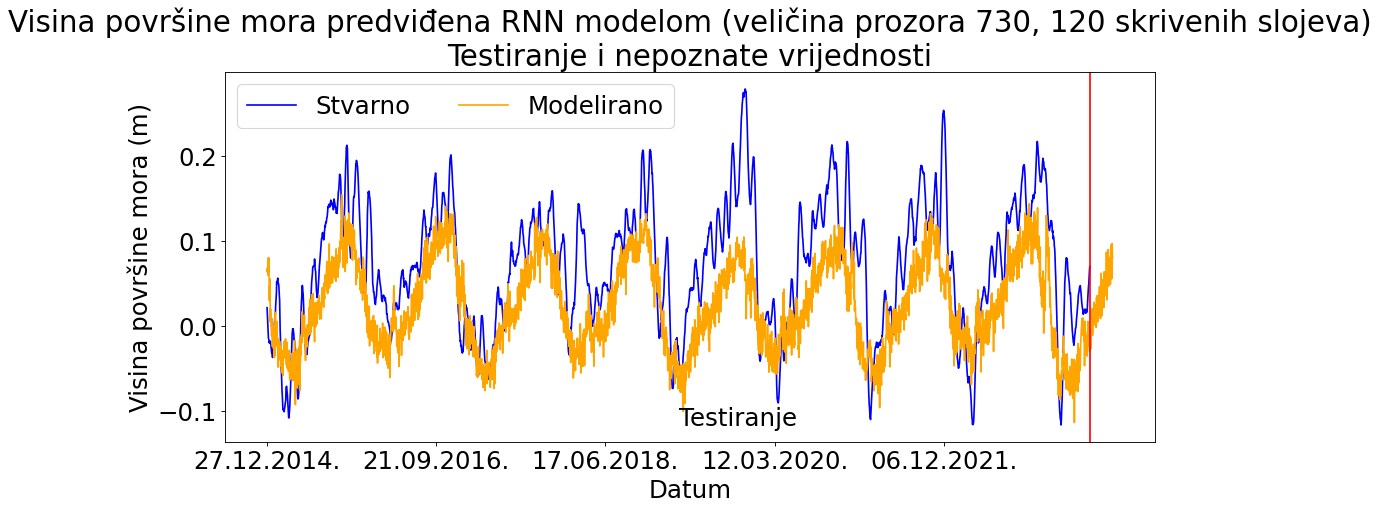 Visina površine mora predviđena RNN modelom (veličina prozora 730, 120 skrivenih slojeva)
Testiranje i nepoznate vrijednosti
Stvarno
Modelirano
Visina površine mora (m)
0.2
0.1
0.0
−0.1
Testiranje
27.12.2014.
21.09.2016.
17.06.2018.
12.03.2020.
06.12.2021.
Datum